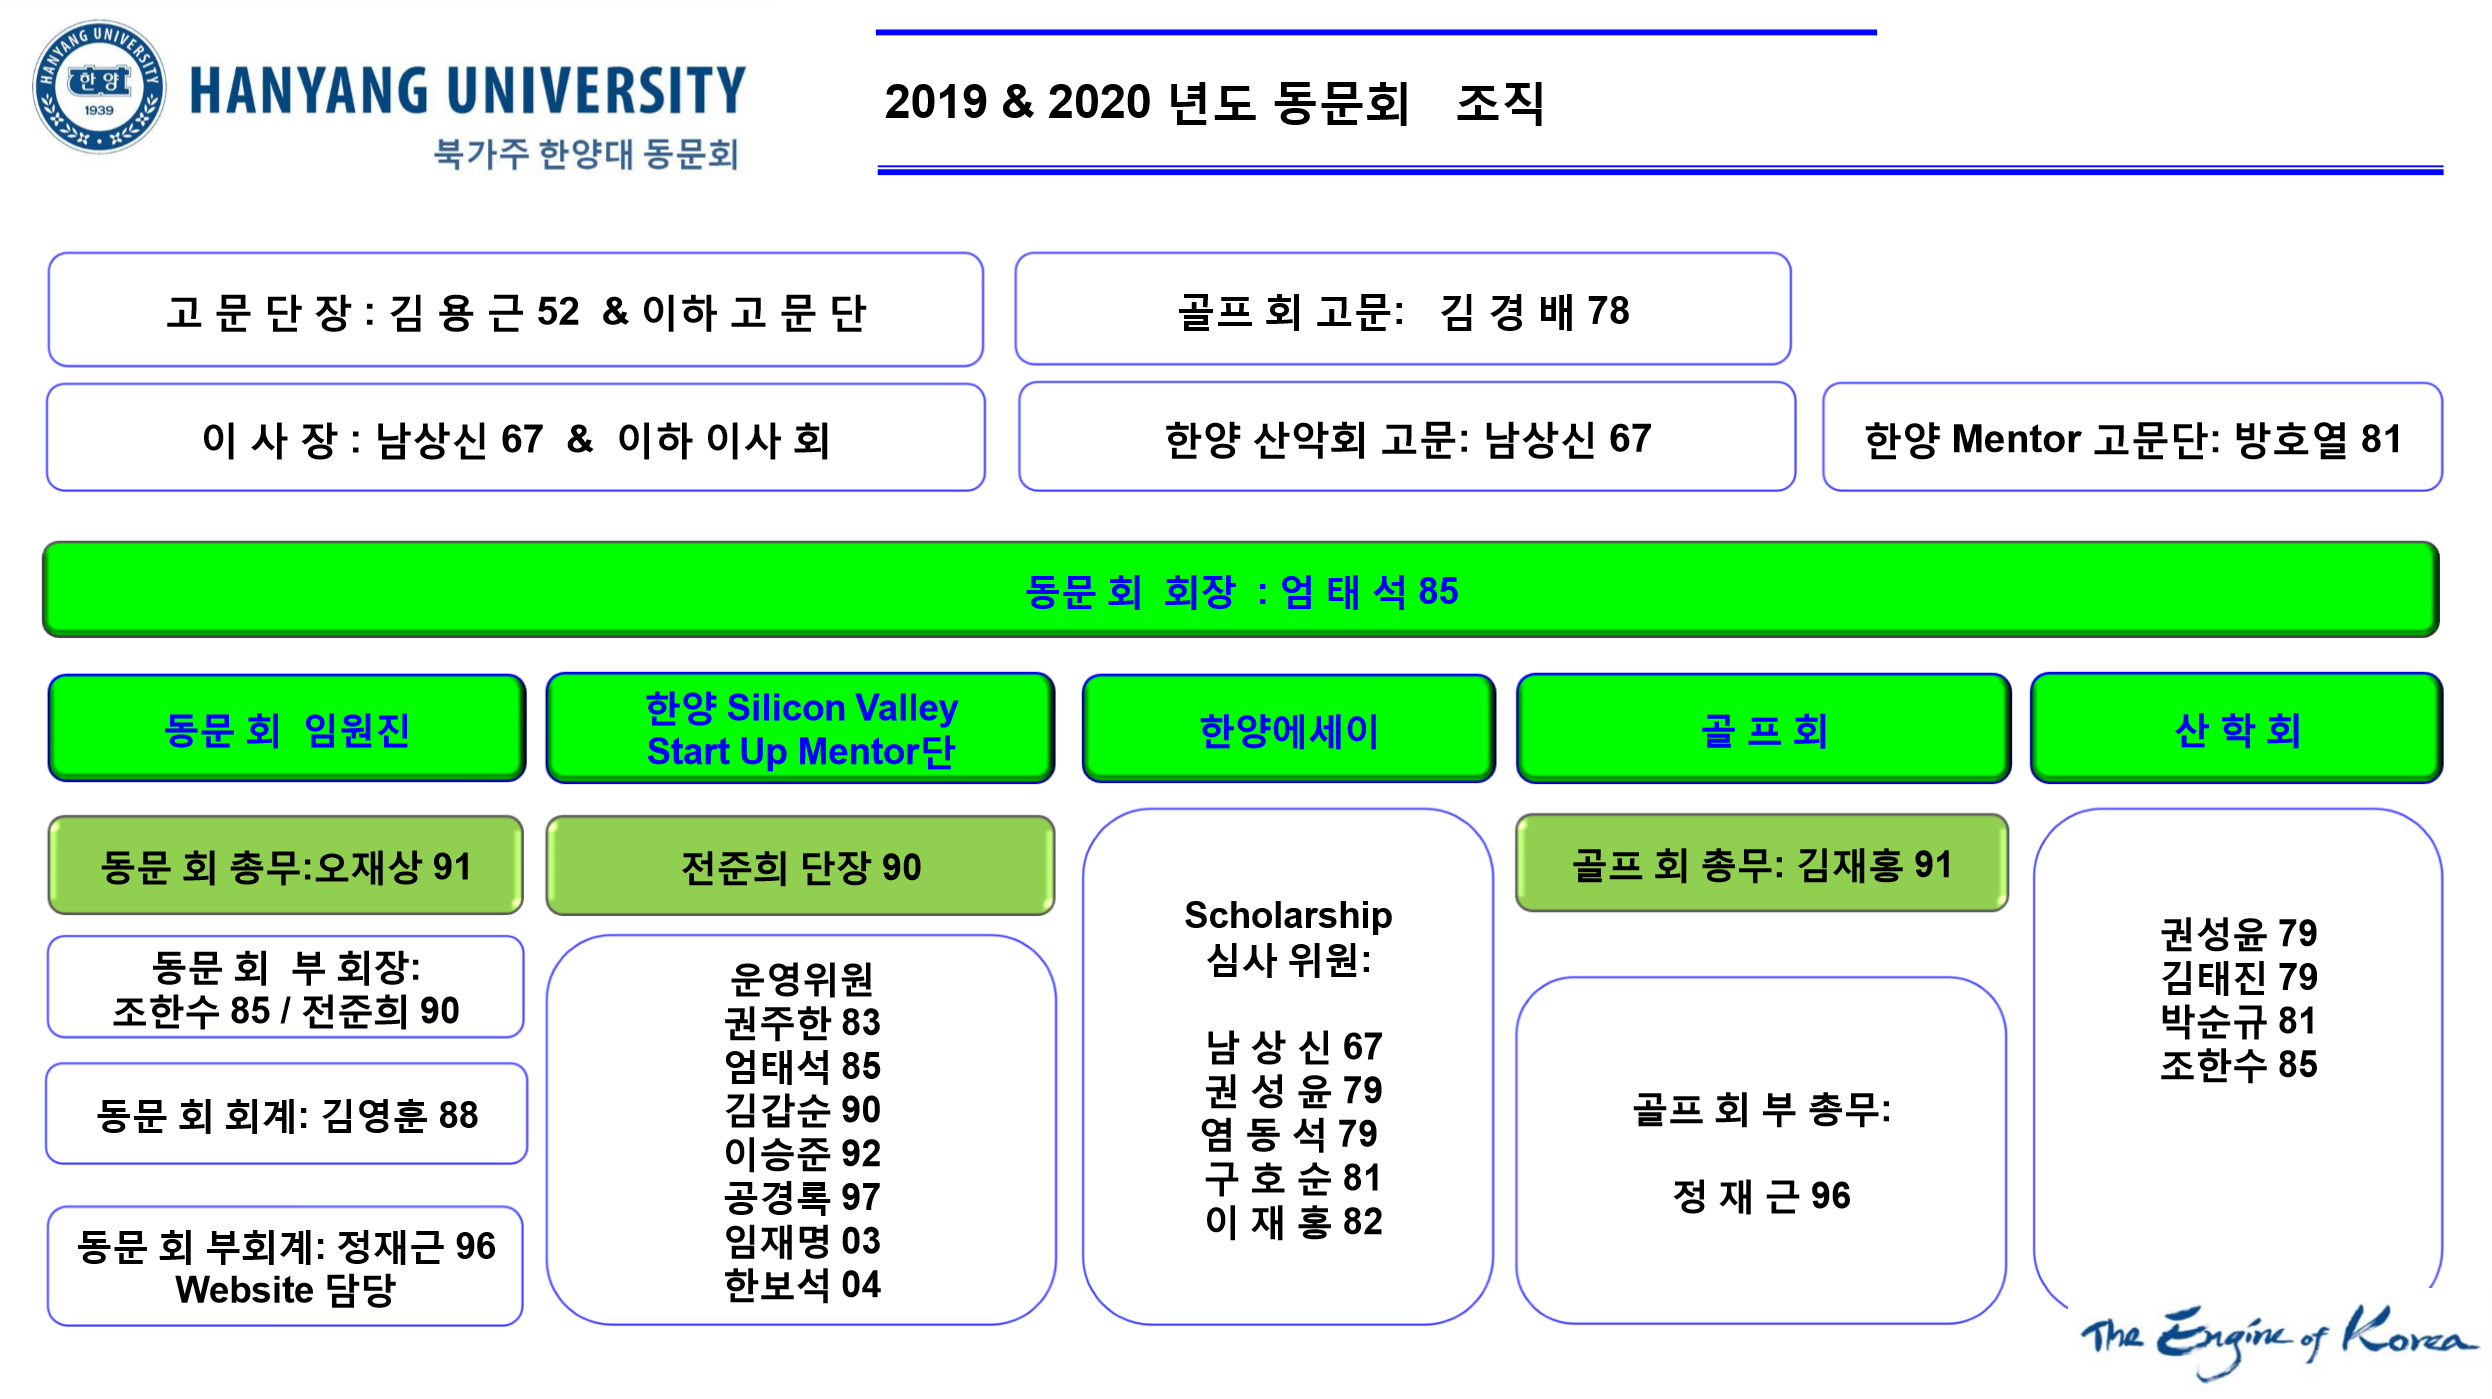 HANYANG UNIVERSITY
한양
1939
HANYANG UNIVERSITY
북가주 한양대 동문회
2019 & 2020 년도 동문회 조직
고 문 단 장 : 김 용 근 52 & 이하 고 문 단
골프 회 고문: 김 경 배 78
이 사 장 : 남상신 67 & 이하 이사 회
한양 산악회 고문: 남상신 67
한양 Mentor 고문단: 방호열 81
동문 회 회장 : 엄 태 석 85
동문 회 임원진
한양 Silicon Valley
Start Up Mentor단
한양에세이
골 프 회
산 학 회
동문 회 총무:오재상 91
동문 회 부 회장:
조한수 85 / 전준희 90
동문 회 회계: 김영훈 88
동문 회 부회계: 정재근 96
Website 담당
전준희 단장 90
운영위원
권주한 83
엄태석 85
김갑순 90
이승준 92
공경록 97
임재명 03
한보석 04
Scholarship
심사 위원:
남 상 신 67
권 성 윤 79
염 동 석 79
구 호 순 81
이 재 홍 82
골프 회 총무: 김재홍 91
골프 회 부 총무:
정 재 근 96
권성윤 79
김태진 79
박순규 81
조한수 85
The Engine of Korea